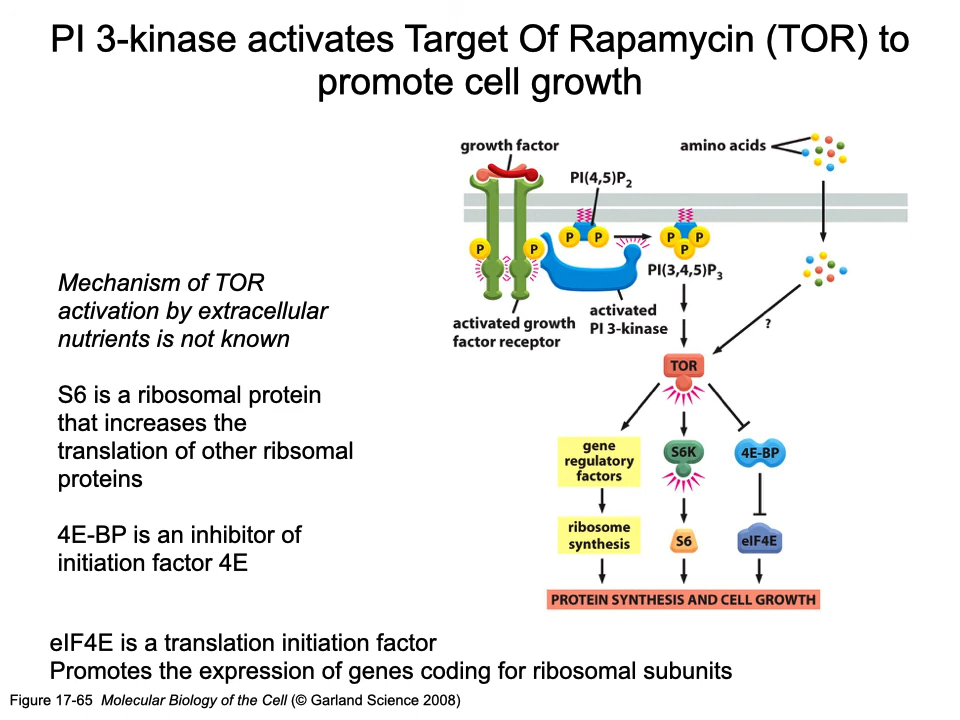 PI 3-kinase activates Target Of Rapamycin (TOR) to
promote cell growth
growth factor
amino acids
PI(4,5)P2
P
P
P
P
P
P
P
PI(3,4,5)P3
activated
PI 3-kinase
activated growth
factor receptor
?
TOR
gene
regulatory
factors
S6K
4E-BP
ribosome
synthesis
S6
eIF4E
PROTEIN SYNTHESIS AND CELL GROWTH
Mechanism of TOR
activation by extracellular
nutrients is not known
S6 is a ribosomal protein
that increases the
translation of other ribsomal
proteins
4E-BP is an inhibitor of
initiation factor 4E
eIF4E is a translation initiation factor
Promotes the expression of genes coding for ribosomal subunits
Figure 17-65 Molecular Biology of the Cell (© Garland Science 2008)